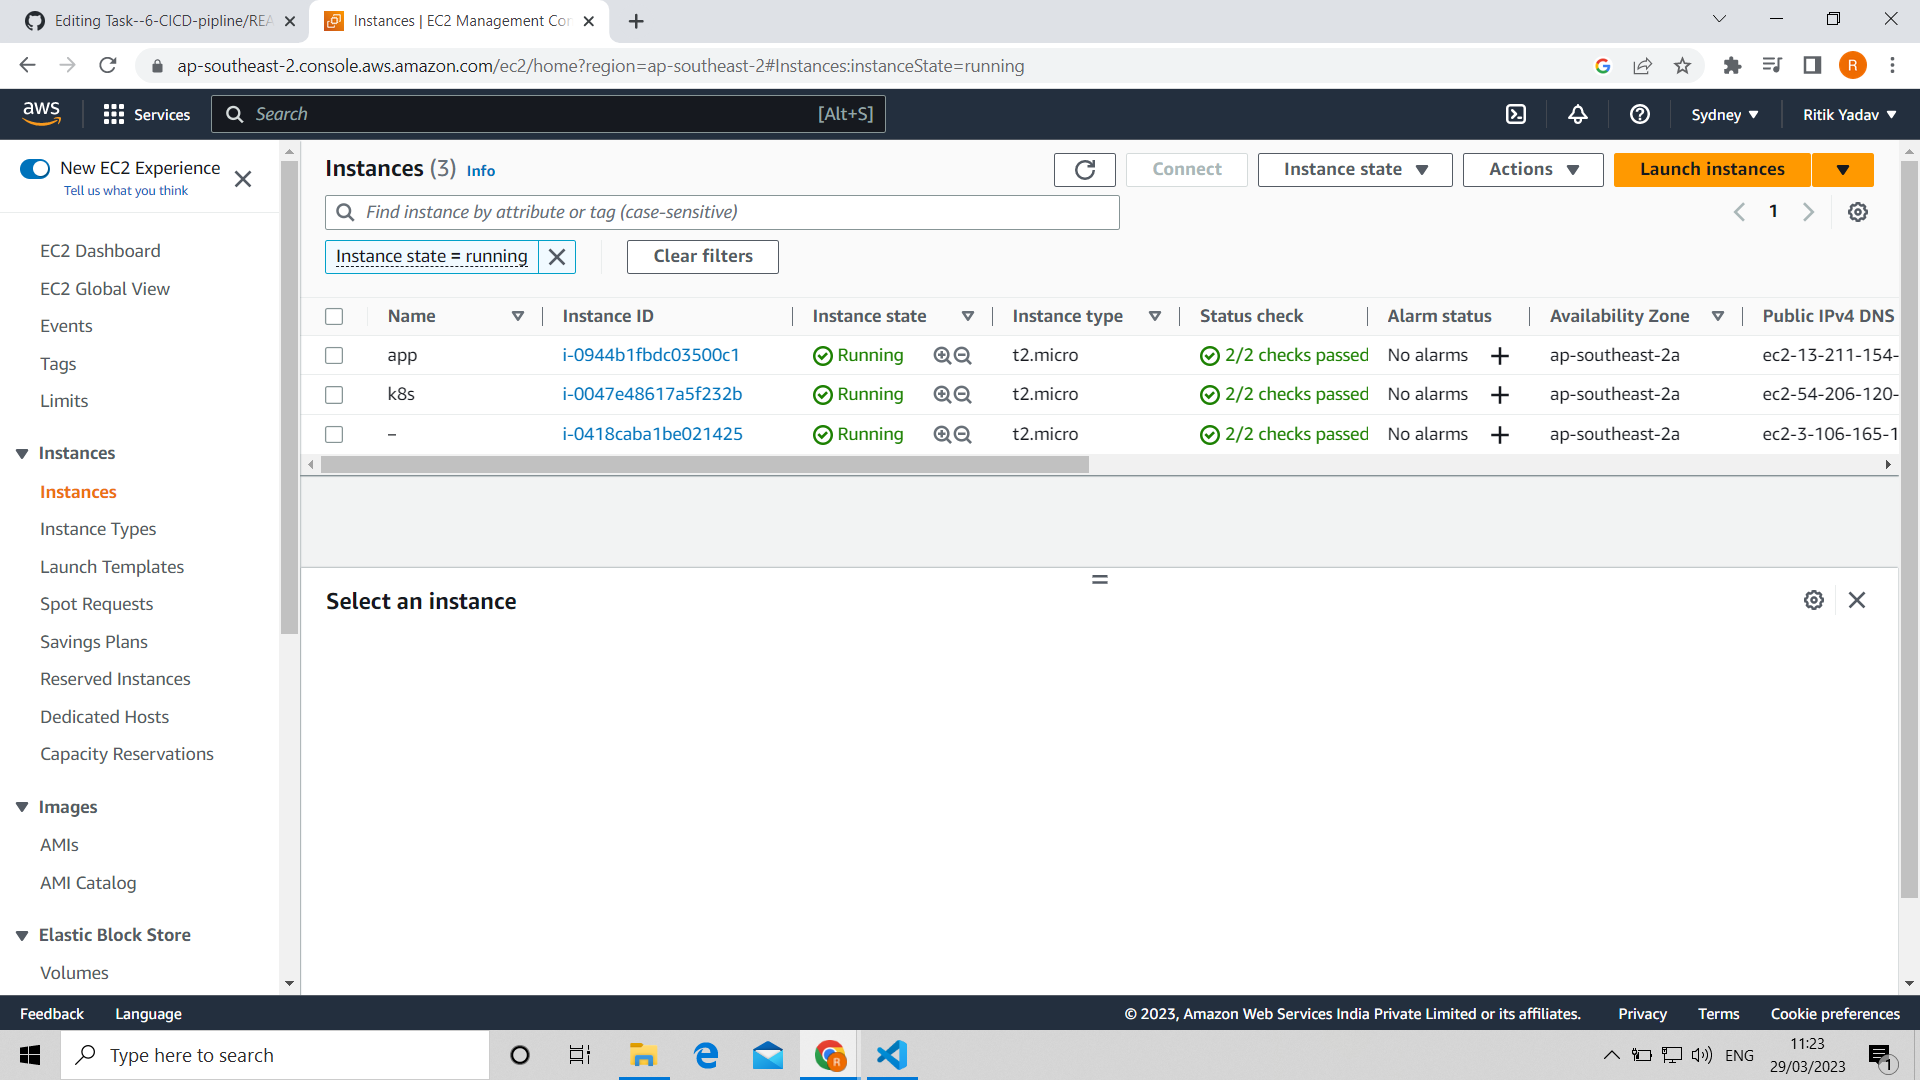 Editing Task--6-CICD-pipline/REA
Instances | EC2 Management Con
ap-southeast-2.console.aws.amazon.com/ec2/home?region=ap-southeast-2#Instances:instanceState=running
R
aws
Services
Search
[Alt+S]
Sydney
Ritik Yadav
New EC2 Experience
Tell us what you think
EC2 Dashboard
EC2 Global View
Events
Tags
Limits
Instances
Instances
Instance Types
Launch Templates
Spot Requests
Savings Plans
Reserved Instances
Dedicated Hosts
Capacity Reservations
Images
AMIs
AMI Catalog
Elastic Block Store
Volumes
Instances (3) Info
Connect
Instance state
Actions
Launch instances
Find instance by attribute or tag (case-sensitive)
1
Instance state = running
Clear filters
Name Instance ID Instance state Instance type Status check Alarm status Availability Zone Public IPv4 DNS
app i-0944b1fbdc03500c1 Running t2.micro 2/2 checks passed No alarms + ap-southeast-2a ec2-13-211-154-
k8s i-0047e48617a5f232b Running t2.micro 2/2 checks passed No alarms + ap-southeast-2a ec2-54-206-120-
– i-0418caba1be021425 Running t2.micro 2/2 checks passed No alarms + ap-southeast-2a ec2-3-106-165-1
Select an instance
Feedback Language © 2023, Amazon Web Services India Private Limited or its affiliates. Privacy Terms Cookie preferences
Type here to search
R
ENG
11:23
29/03/2023
1